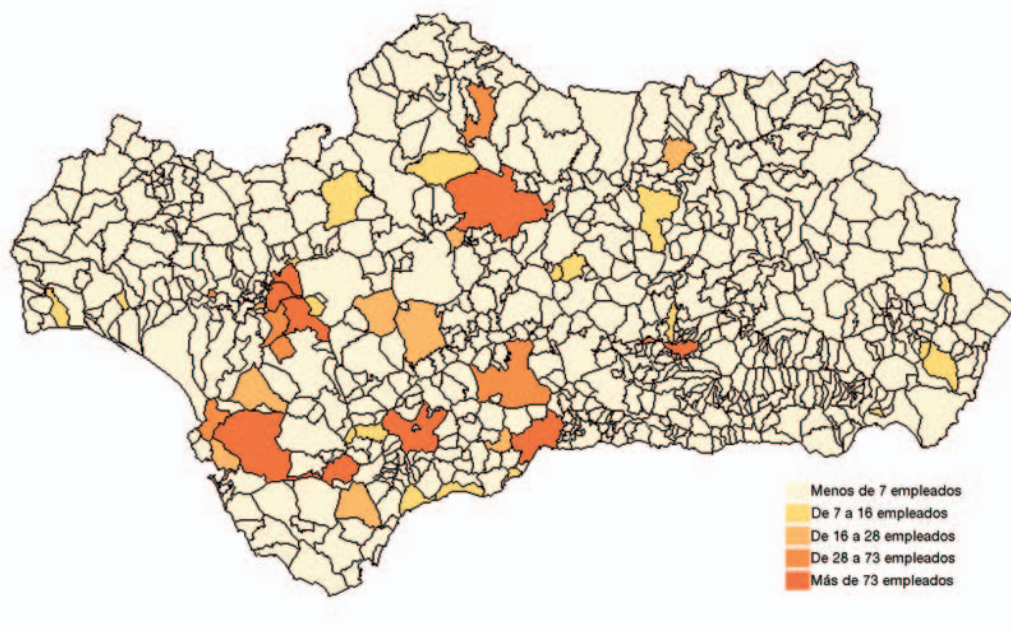 Menos de 7 empleados
De 7 a 16 empleados
De 16 a 28 empleados
De 28 a 73 empleados
Más de 73 empleados